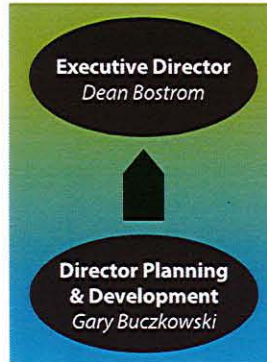 Executive Director
Dean Bostrom
Director Planning
& Development
Gary Buczkowski